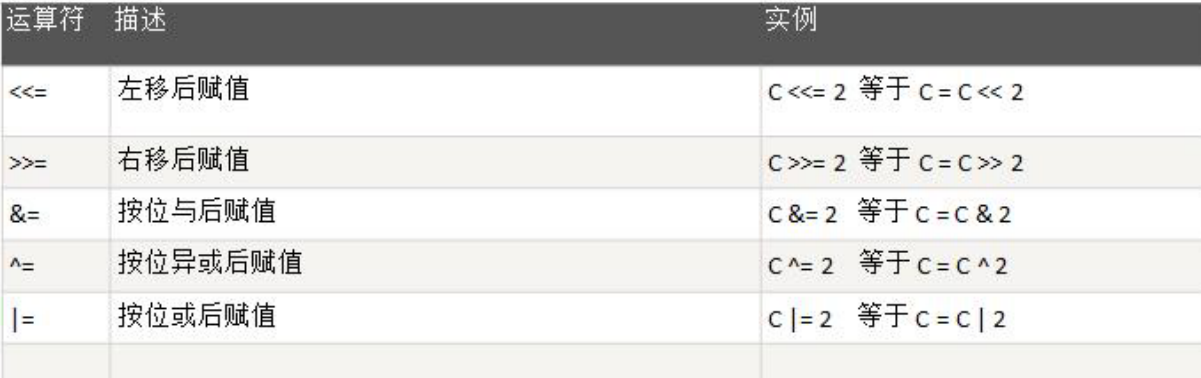 运算符 描述 实例
<<= 左移后赋值 C <<= 2 等于 C = C << 2
>>= 右移后赋值 C >>= 2 等于 C = C >> 2
&= 按位与后赋值 C &= 2 等于 C = C & 2
^= 按位异或后赋值 C ^= 2 等于 C = C ^ 2
|= 按位或后赋值 C |= 2 等于 C = C | 2